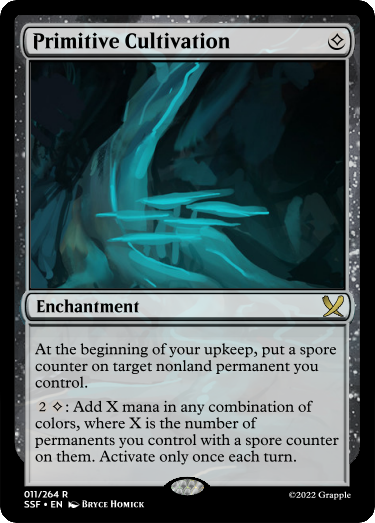 Primitive Cultivation
Enchantment
At the beginning of your upkeep, put a spore
counter on target nonland permanent you
control.
2 : Add X mana in any combination of
colors, where X is the number of
permanents you control with a spore counter
on them. Activate only once each turn.
011/264 R
SSF • EN Bryce Homick
©2022 Grapple